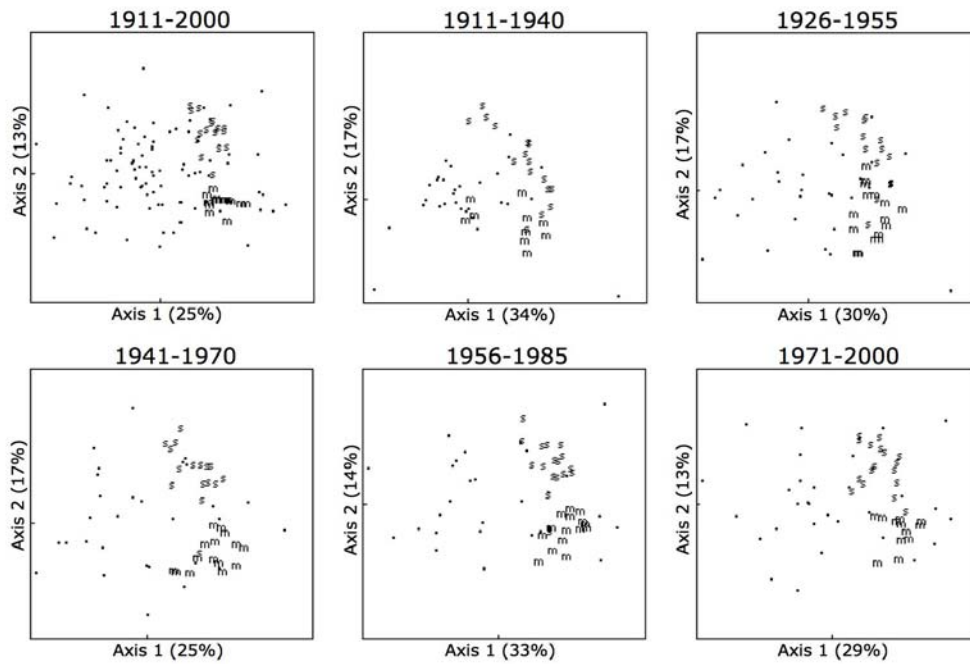 1911-2000 1911-1940 1926-1955
Axis 2 (13%) Axis 2 (17%) Axis 2 (17%)
Axis 1 (25%) Axis 1 (34%) Axis 1 (30%)
1941-1970 1956-1985 1971-2000
Axis 2 (17%) Axis 2 (14%) Axis 2 (13%)
Axis 1 (25%) Axis 1 (33%) Axis 1 (29%)